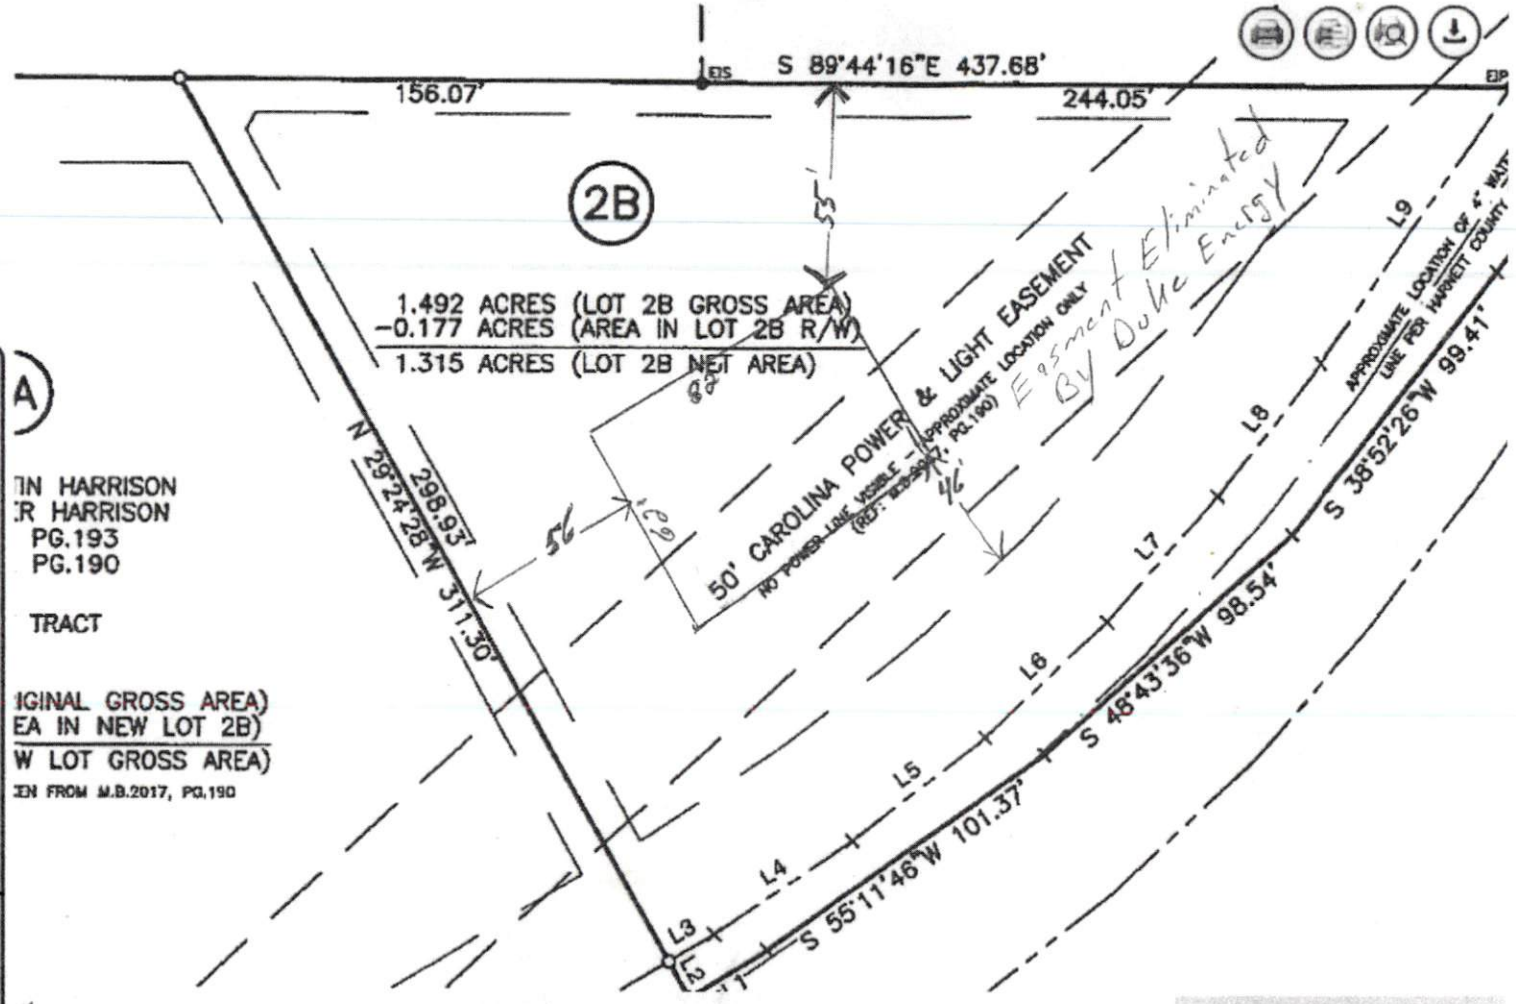 EIS
S 89°44'16"E 437.68'
EIP
156.07'
244.05'
2B
55'
1.492 ACRES (LOT 2B GROSS AREA)
-0.177 ACRES (AREA IN LOT 2B R/W)
1.315 ACRES (LOT 2B NET AREA)
Easment Eliminated
By Duke Energy
50' CAROLINA POWER & LIGHT EASEMENT
NO POWER LINE VISIBLE - APPROXIMATE LOCATION ONLY
PG.190)
APPROXIMATE LOCATION OF 4"
LINE PER HARNETT COUNTY
L9
L8
L7
L6
L5
L4
L3
L2
L1
S 38°52'26"W 99.41'
S 48°43'36"W 98.54'
S 55°11'46"W 101.37'
N 29°24'28"W 311.30'
298.93'
56
46'
A
IN HARRISON
R HARRISON
PG.193
PG.190
TRACT
IGINAL GROSS AREA)
EA IN NEW LOT 2B)
W LOT GROSS AREA)
EN FROM M.B.2017, PG.190